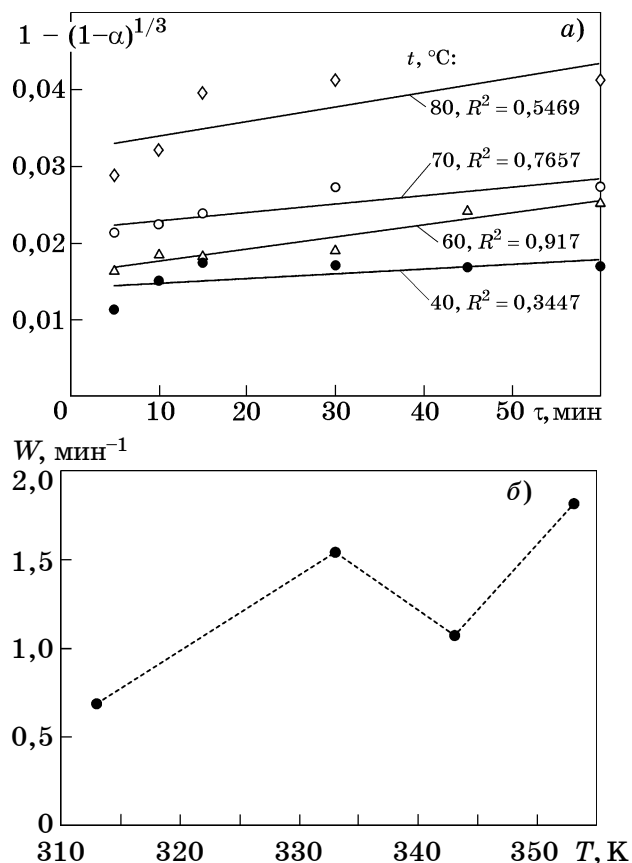 1 – (1–α)^1/3
а)
t, °C:
0,04
80, R² = 0,5469
0,03
70, R² = 0,7657
0,02
60, R² = 0,917
0,01
40, R² = 0,3447
0 10 20 30 40 50 τ, мин
W, мин⁻¹
2,0
б)
1,5
1,0
0,5
0
310 320 330 340 350 T, K